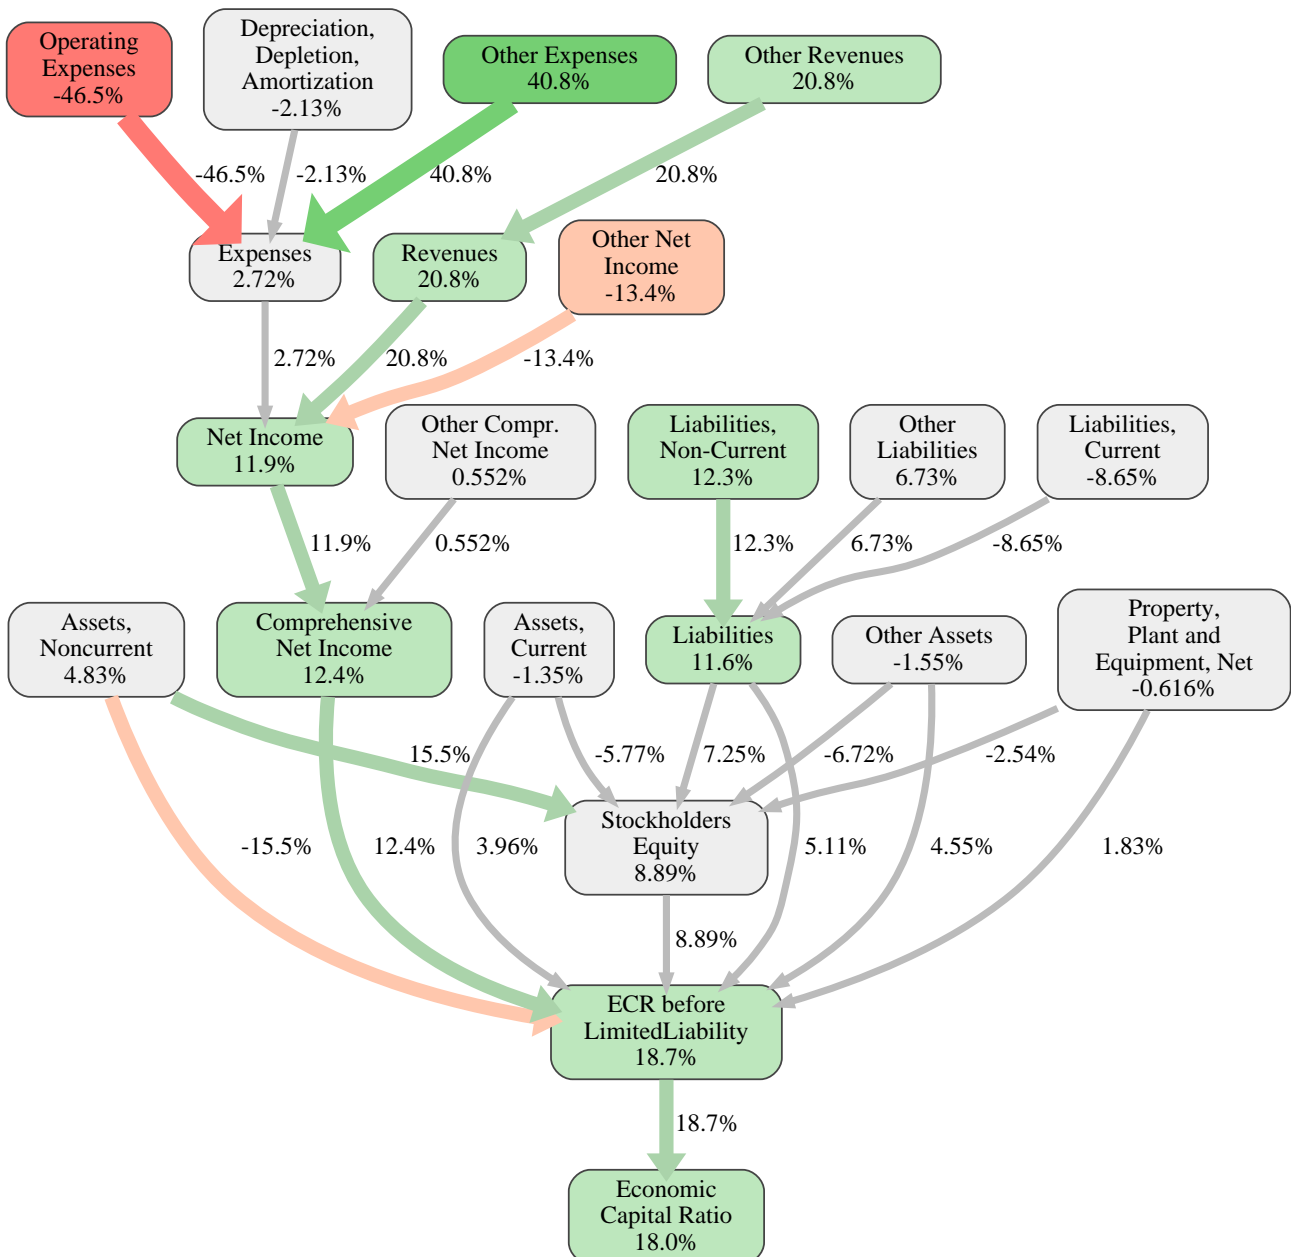 Operating
Expenses
-46.5%
Depreciation,
Depletion,
Amortization
-2.13%
Other Expenses
40.8%
Other Revenues
20.8%
-46.5%
-2.13%
40.8%
20.8%
Expenses
2.72%
Revenues
20.8%
Other Net
Income
-13.4%
2.72%
20.8%
-13.4%
Net Income
11.9%
Other Compr.
Net Income
0.552%
Liabilities,
Non-Current
12.3%
Other
Liabilities
6.73%
Liabilities,
Current
-8.65%
11.9%
0.552%
12.3%
6.73%
-8.65%
Assets,
Noncurrent
4.83%
Comprehensive
Net Income
12.4%
Assets,
Current
-1.35%
Liabilities
11.6%
Other Assets
-1.55%
Property,
Plant and
Equipment, Net
-0.616%
15.5%
-5.77%
7.25%
-6.72%
-2.54%
Stockholders
Equity
8.89%
-15.5%
12.4%
3.96%
5.11%
4.55%
1.83%
8.89%
ECR before
LimitedLiability
18.7%
18.7%
Economic
Capital Ratio
18.0%